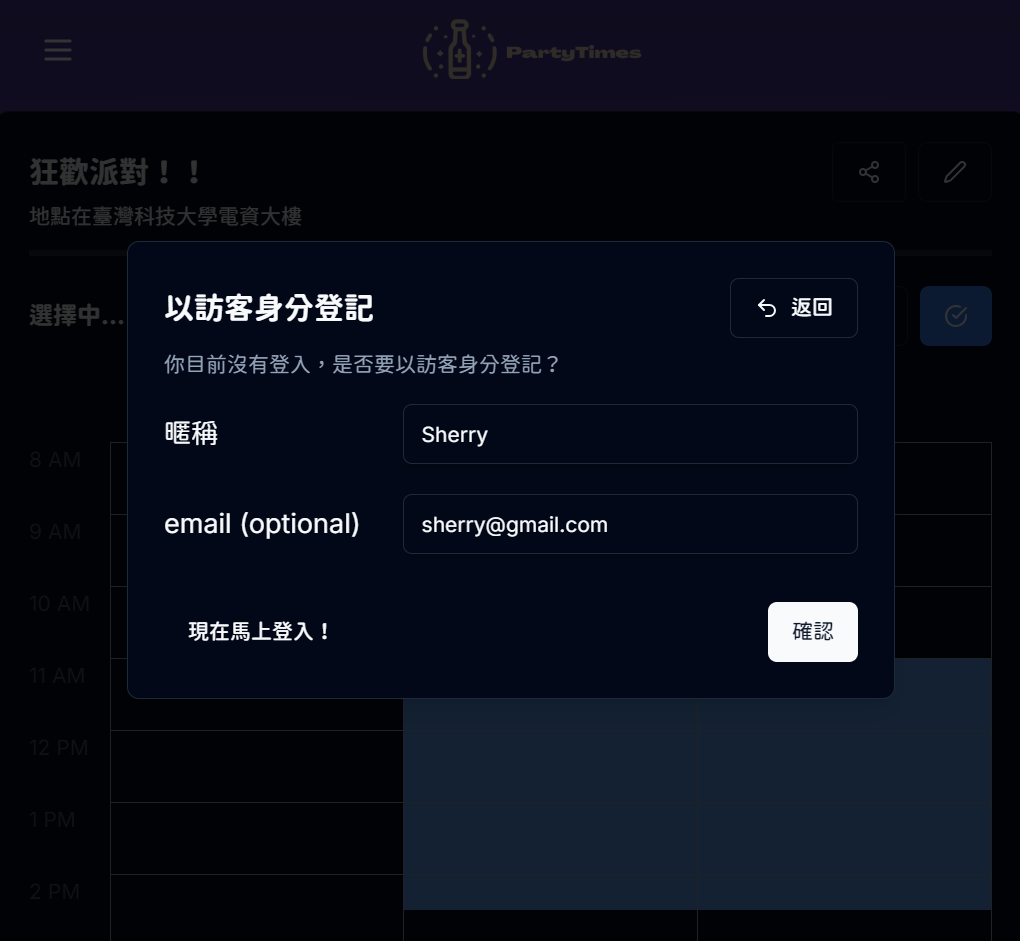 PartyTimes
狂歡派對！！
地點在臺灣科技大學電資大樓
選擇中...
以訪客身分登記
返回
你目前沒有登入，是否要以訪客身分登記？
暱稱
Sherry
email (optional)
sherry@gmail.com
現在馬上登入！
確認
8 AM
9 AM
10 AM
11 AM
12 PM
1 PM
2 PM